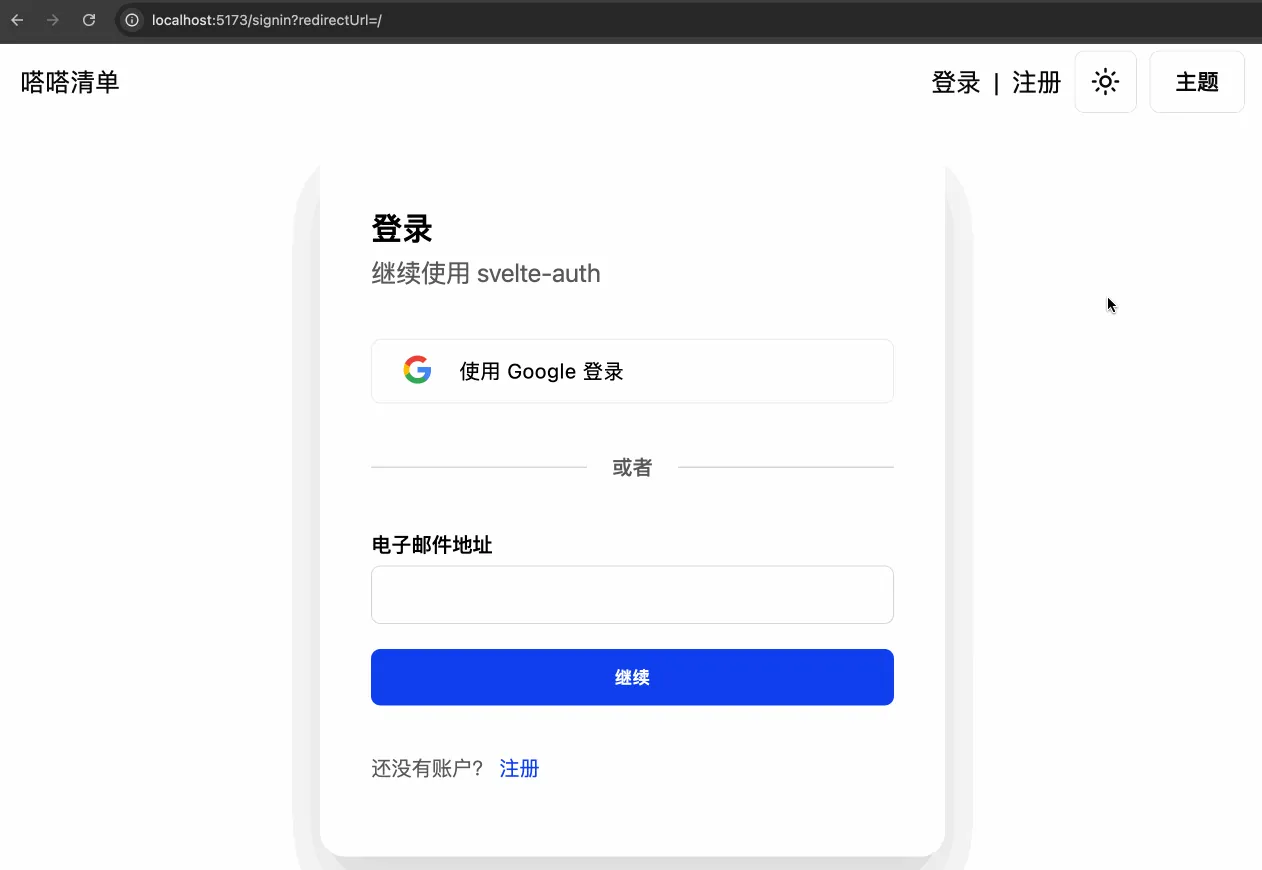 localhost:5173/signin?redirectUrl=/
嗒嗒清单
登录 | 注册
主题
登录
继续使用 svelte-auth
使用 Google 登录
或者
电子邮件地址
继续
还没有账户? 注册